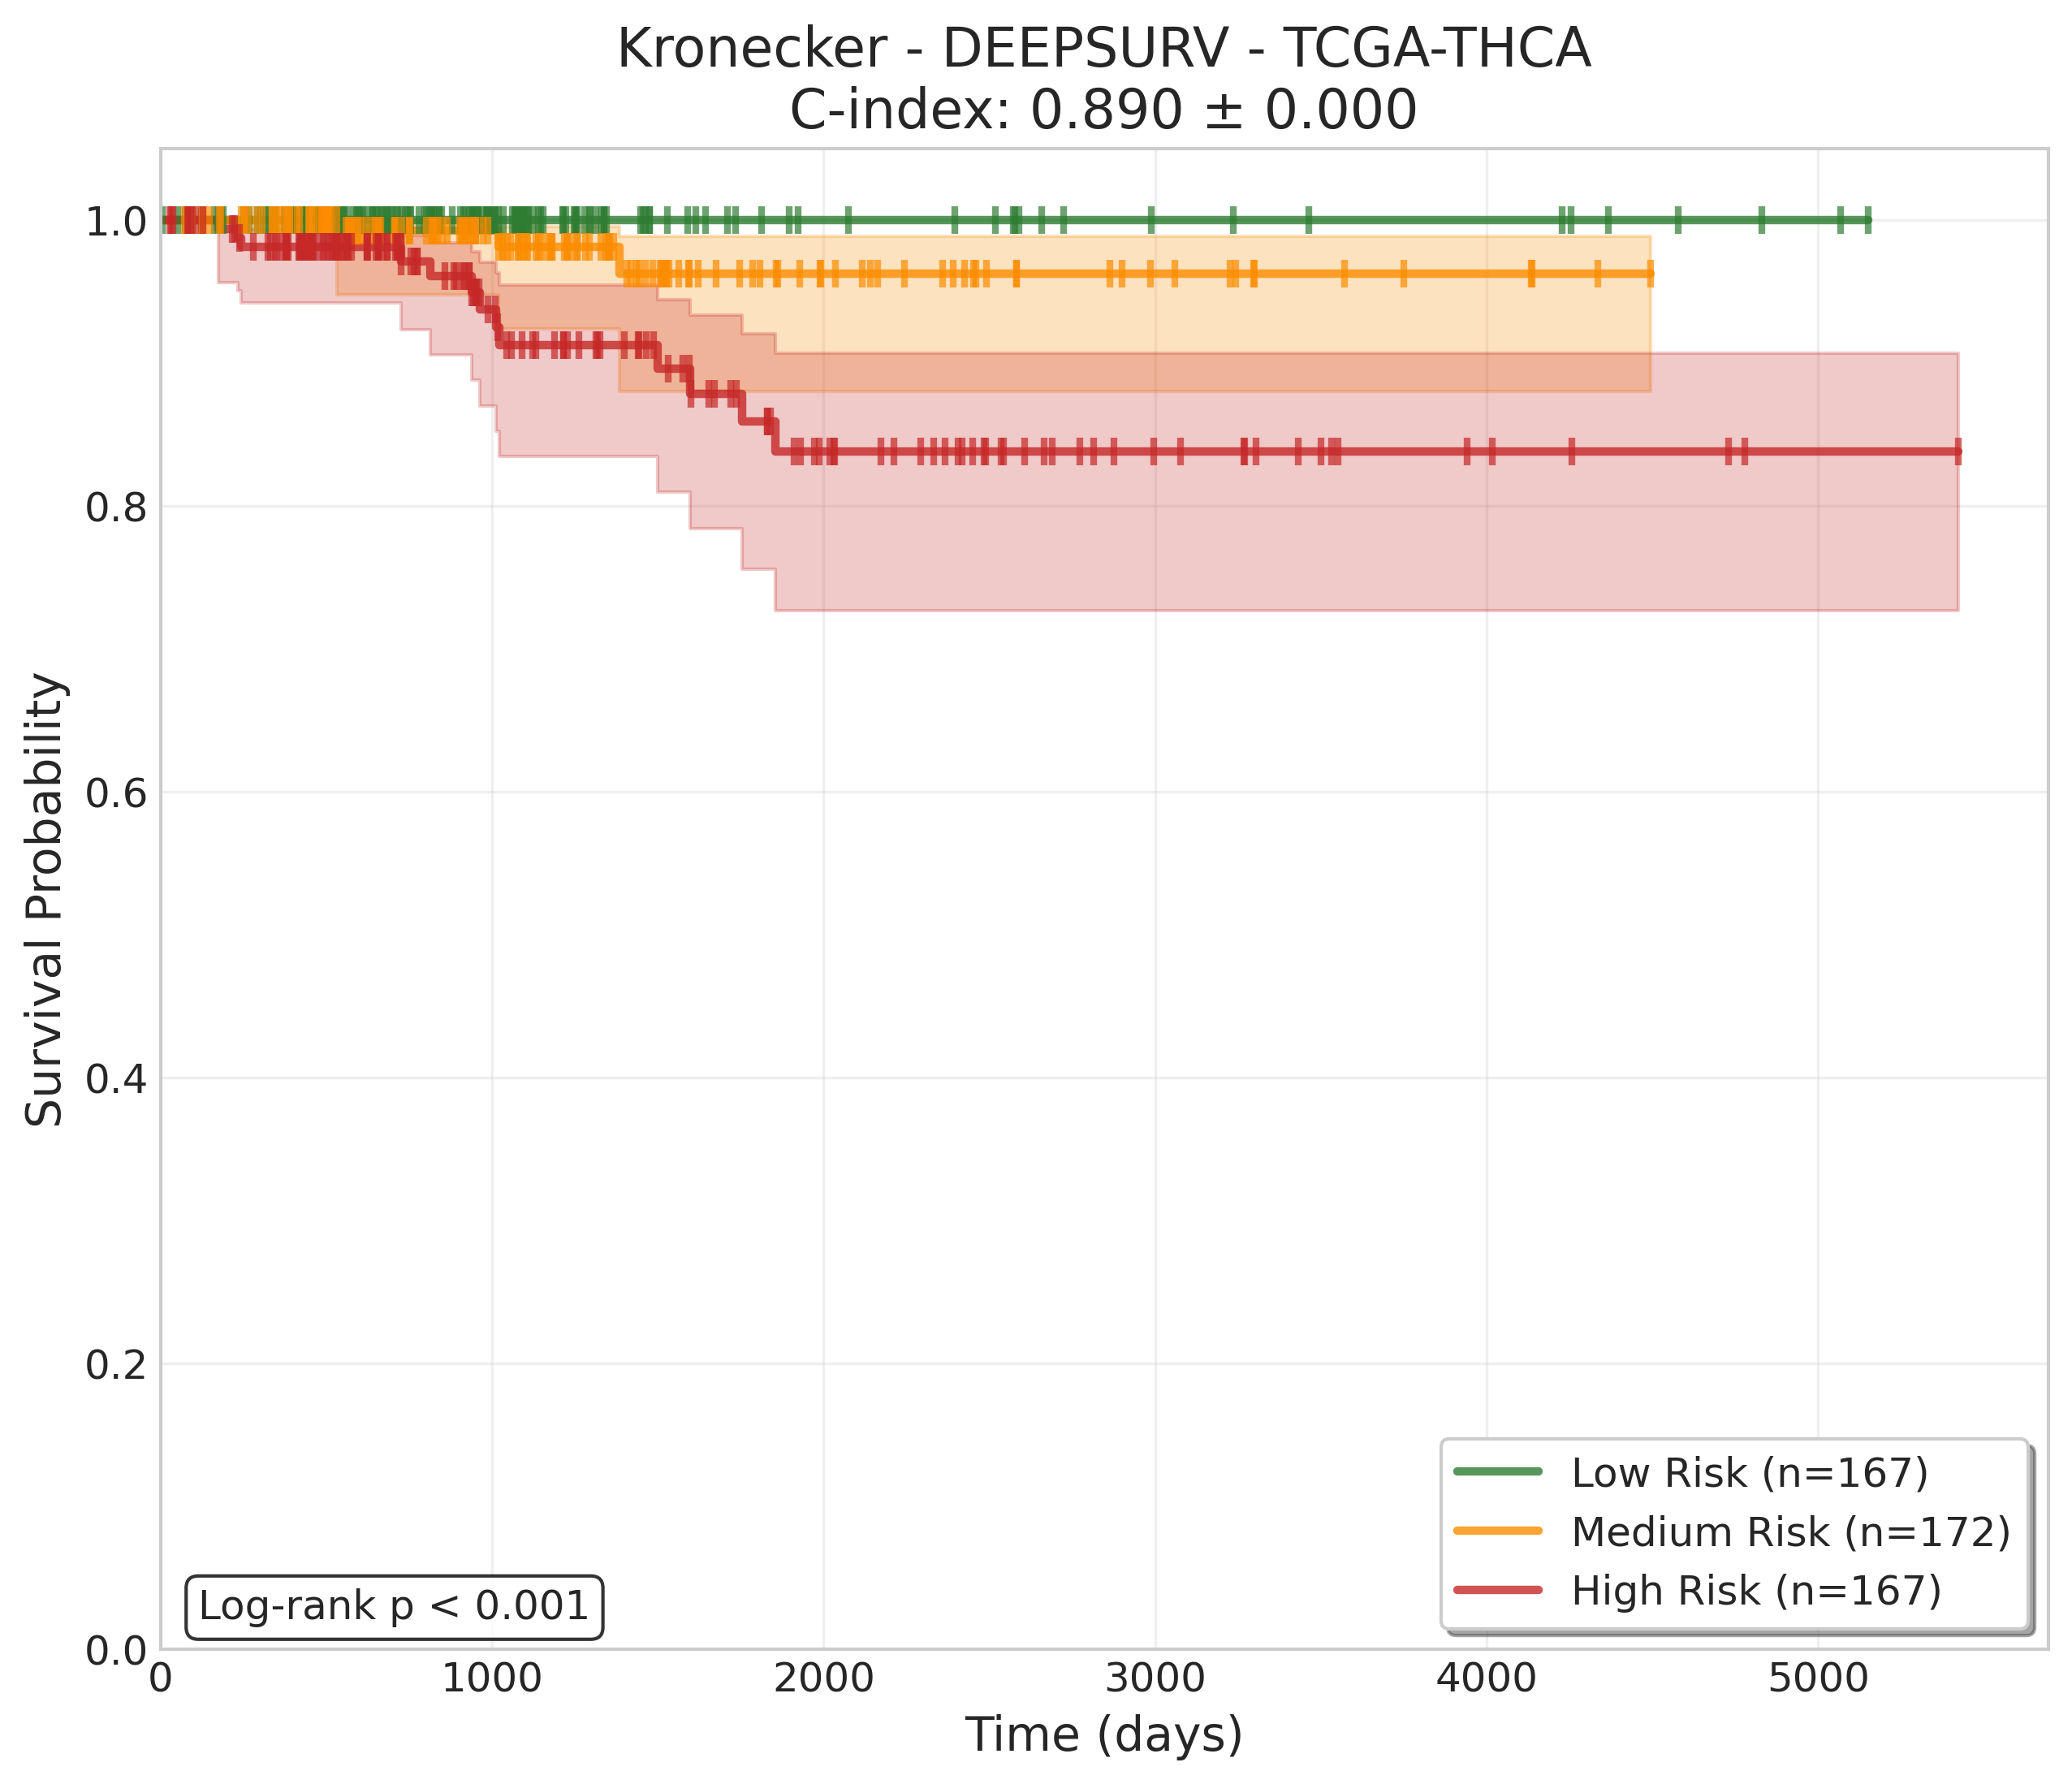 Kronecker - DEEPSURV - TCGA-THCA
C-index: 0.890 ± 0.000
Survival Probability
1.0
0.8
0.6
0.4
0.2
0.0
0 1000 2000 3000 4000 5000
Time (days)
Log-rank p < 0.001
Low Risk (n=167)
Medium Risk (n=172)
High Risk (n=167)